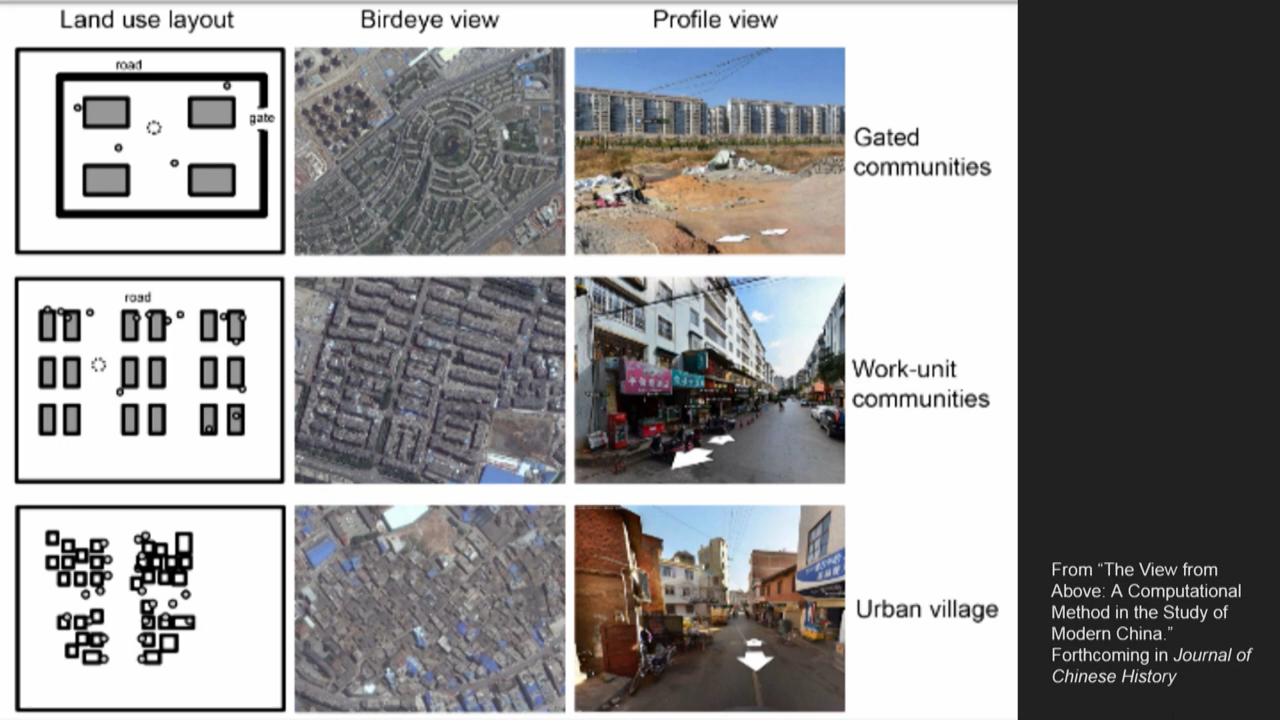 Land use layout
Birdeye view
Profile view
road
gate
Gated
communities
road
Work-unit
communities
Urban village
From “The View from
Above: A Computational
Method in the Study of
Modern China.”
Forthcoming in Journal of
Chinese History